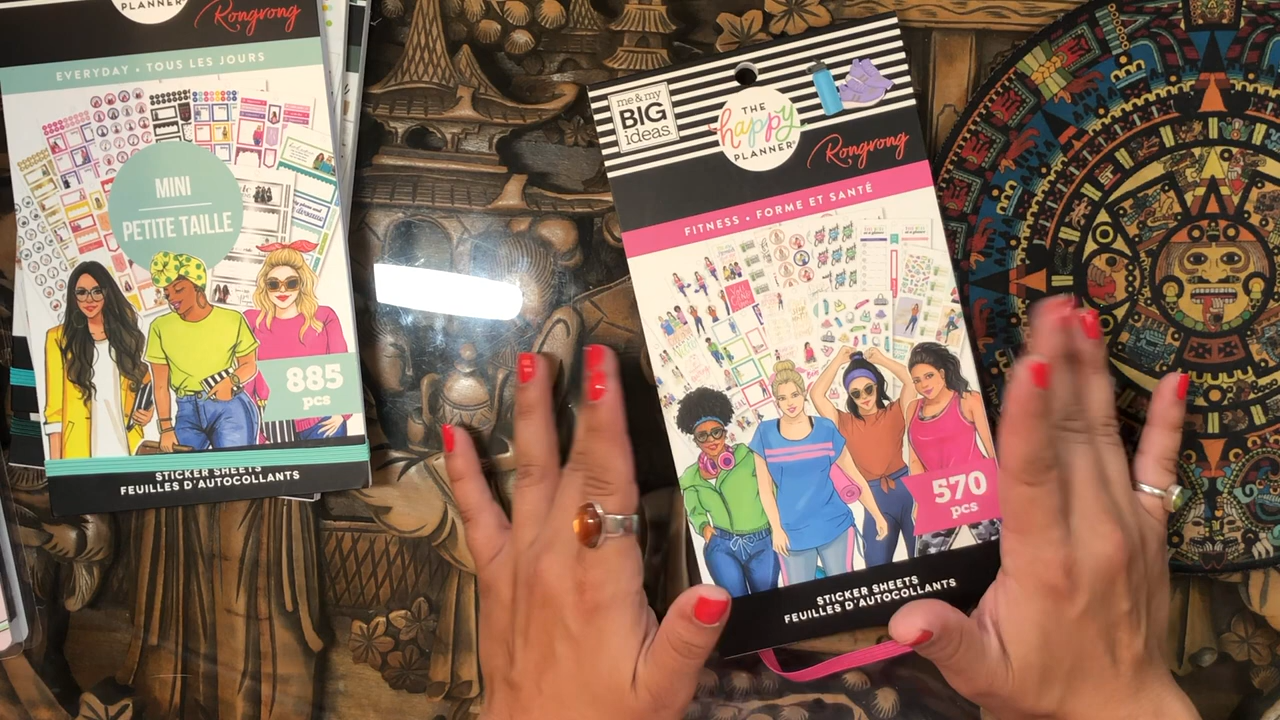 PLANNER®
Rongrong
EVERYDAY • TOUS LES JOURS
MINI
PETITE TAILLE
885
pcs
STICKER SHEETS
FEUILLES D'AUTOCOLLANTS
me & my
BIG
ideas.
THE
happy
PLANNER®
Rongrong
FITNESS • FORME ET SANTÉ
570
pcs
STICKER SHEETS
FEUILLES D'AUTOCOLLANTS